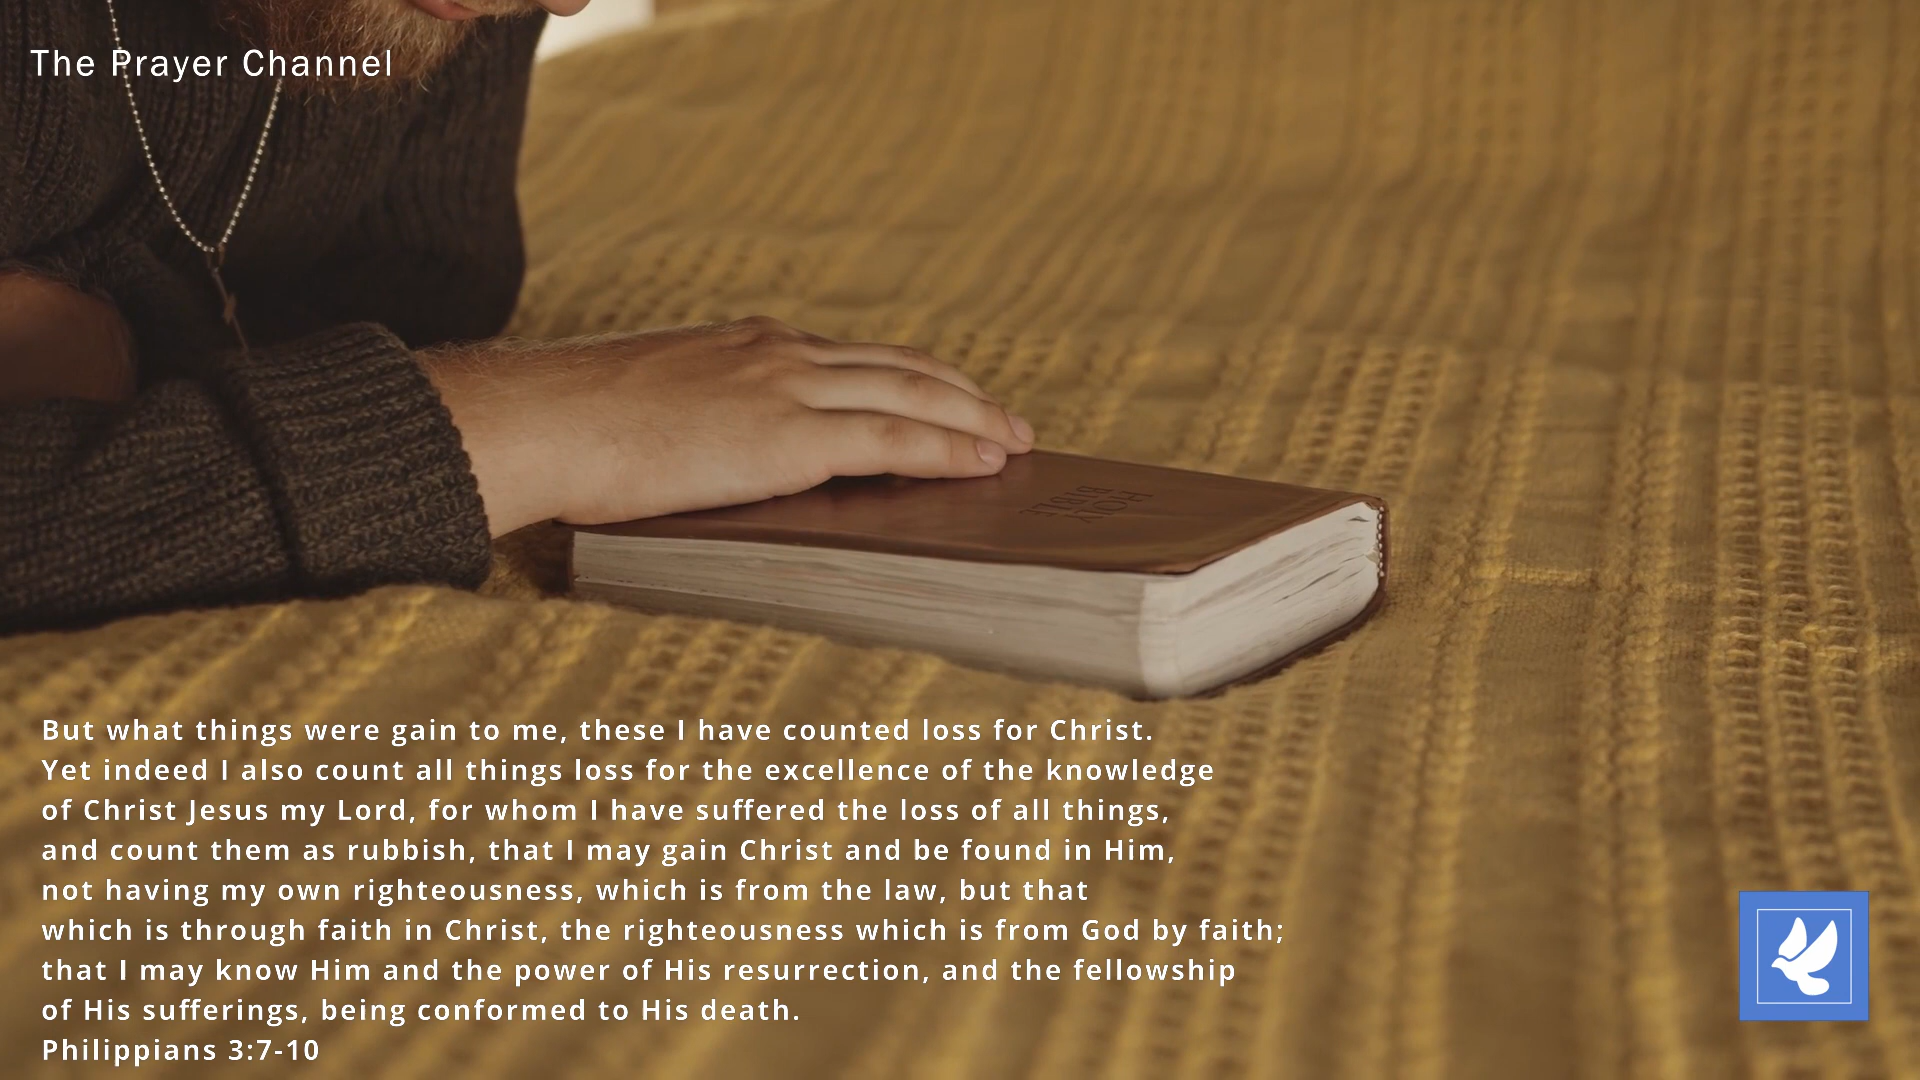 The Prayer Channel
HOLY
BIBLE
But what things were gain to me, these I have counted loss for Christ.
Yet indeed I also count all things loss for the excellence of the knowledge
of Christ Jesus my Lord, for whom I have suffered the loss of all things,
and count them as rubbish, that I may gain Christ and be found in Him,
not having my own righteousness, which is from the law, but that
which is through faith in Christ, the righteousness which is from God by faith;
that I may know Him and the power of His resurrection, and the fellowship
of His sufferings, being conformed to His death.
Philippians 3:7-10